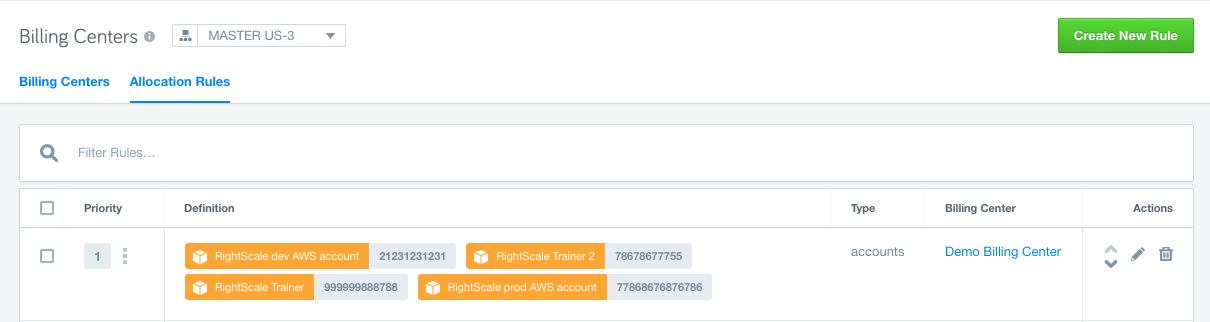 Billing Centers MASTER US-3 Create New Rule
Billing Centers Allocation Rules
Filter Rules...
Priority Definition Type Billing Center Actions
1 RightScale dev AWS account 21231231231 RightScale Trainer 2 78678677755 accounts Demo Billing Center
RightScale Trainer 999999888788 RightScale prod AWS account 77868676876786